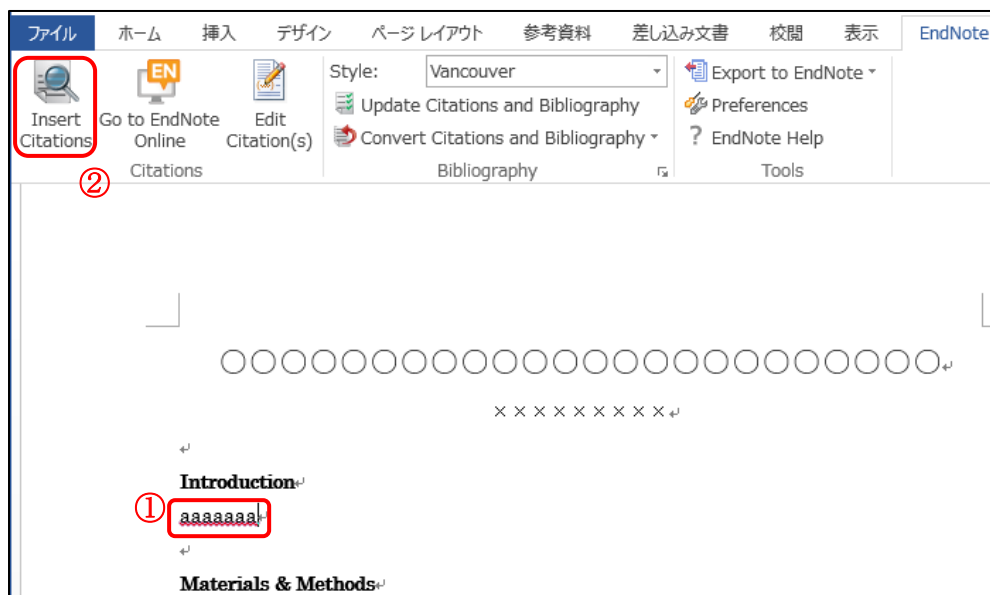 ファイル ホーム 挿入 デザイン ページ レイアウト 参考資料 差し込み文書 校閲 表示 EndNote
Insert Citations
Go to EndNote Online
EN
Edit Citation(s)
Citations
②
Style: Vancouver
Update Citations and Bibliography
Convert Citations and Bibliography
Bibliography
Export to EndNote
Preferences
? EndNote Help
Tools
○○○○○○○○○○○○○○○○○○○○○○○○
×××××××××
Introduction
①
aaaaaaa
Materials & Methods